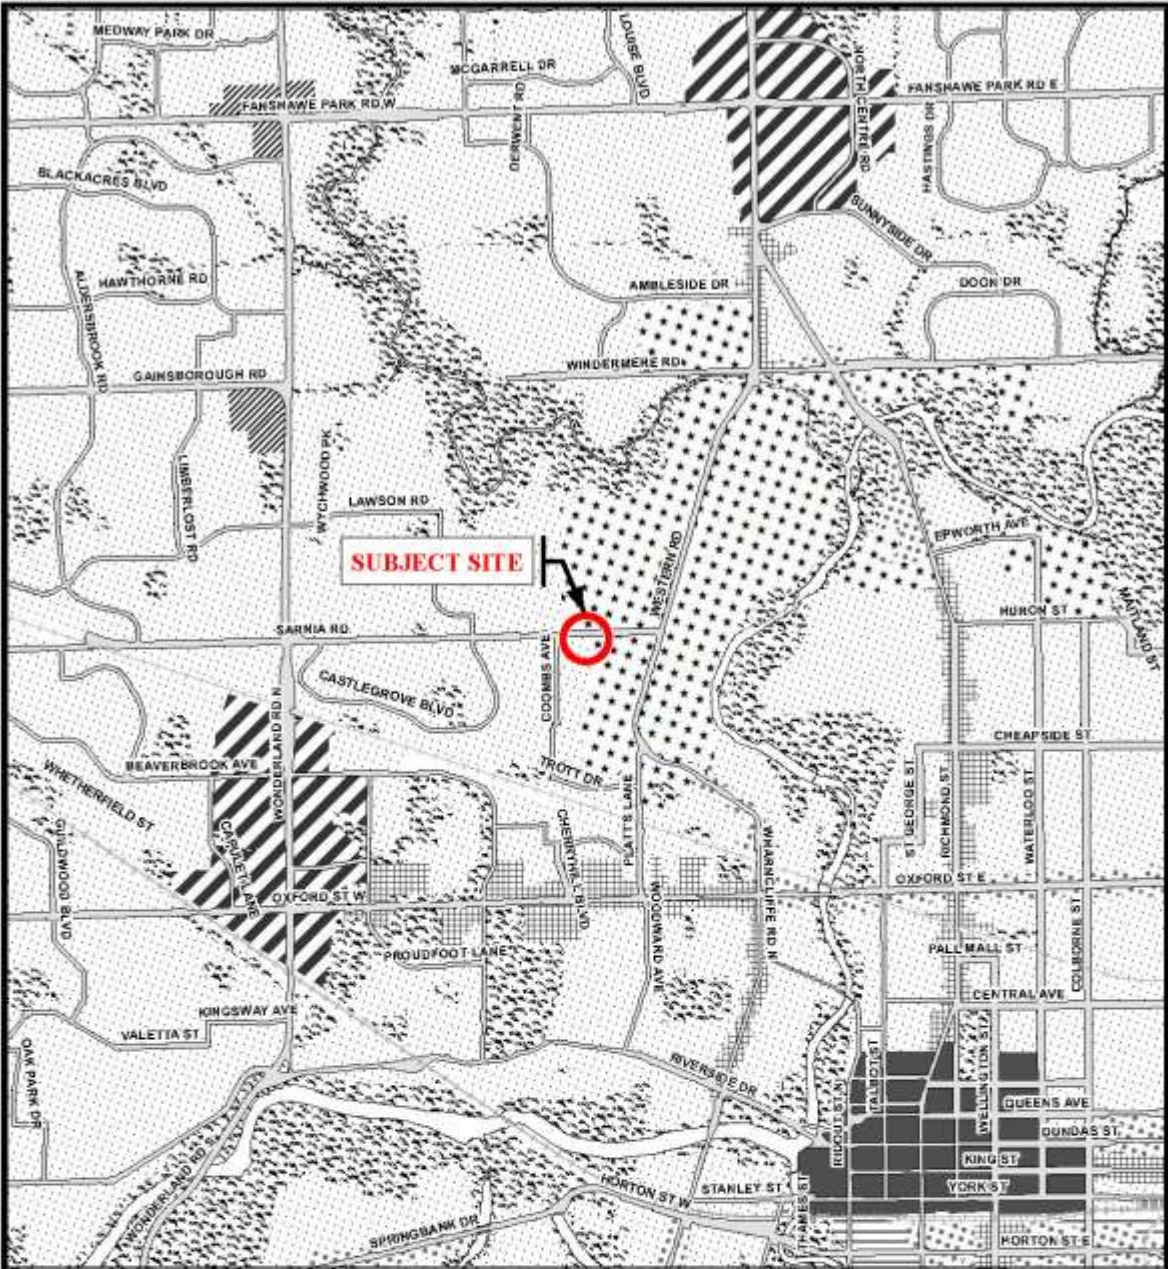 MEDWAY PARK DR
LOUISE BLVD
MCGARRELL DR
NORTH CENTRE RD
FANSHAWE PARK RD W
FANSHAWE PARK RD E
DERWENT RD
HASTINGS DR
BLACKACRES BLVD
SUNNYSIDE DR
HAWTHORNE RD
ALDERSBROOK RD
AMBLESIDE DR
DOON DR
WINDERMERE RD
GAINSBOROUGH RD
WYCHWOOD PK
LIMBERLOST RD
LAWSON RD
EPWORTH AVE
WESTERN RD
SUBJECT SITE
MAITLAND ST
HURON ST
SARNIA RD
COOMBS AVE
CASTLEGROVE BLVD
WONDERLAND RD N
CHEAPSIDE ST
BEAVERBROOK AVE
TROTT DR
WHETHERFIELD ST
PLATT'S LANE
ST GEORGE ST
RICHMOND ST
WATERLOO ST
GUILDWOOD BLVD
CAPULET LANE
CHERRYHILL BLVD
WHARNCLIFFE RD N
OXFORD ST W
OXFORD ST E
WOODWARD AVE
PROUDFOOT LANE
PALL MALL ST
COLBORNE ST
CENTRAL AVE
KINGSWAY AVE
VALETTA ST
OAK PARK DR
RIVERSIDE DR
TALBOT ST
RIDOUT ST N
WELLINGTON ST
QUEENS AVE
DUNDAS ST
KING ST
YORK ST
WONDERLAND RD S
HORTON ST W
STANLEY ST
THAMES ST
SPRINGBANK DR
HORTON ST E